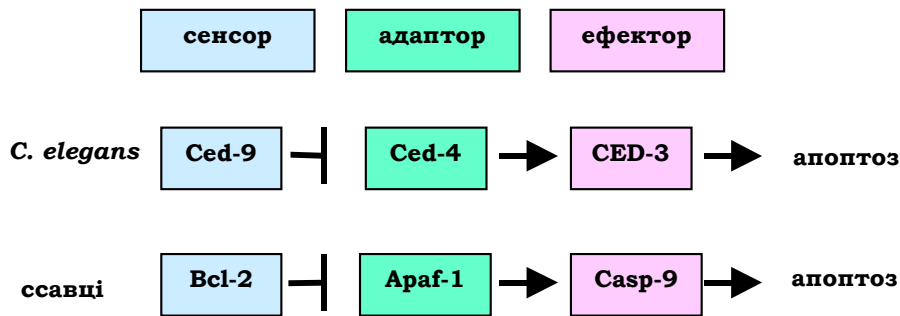 сенсор адаптор ефектор
C. elegans Ced-9 Ced-4 CED-3 апоптоз
ссавці Bcl-2 Apaf-1 Casp-9 апоптоз